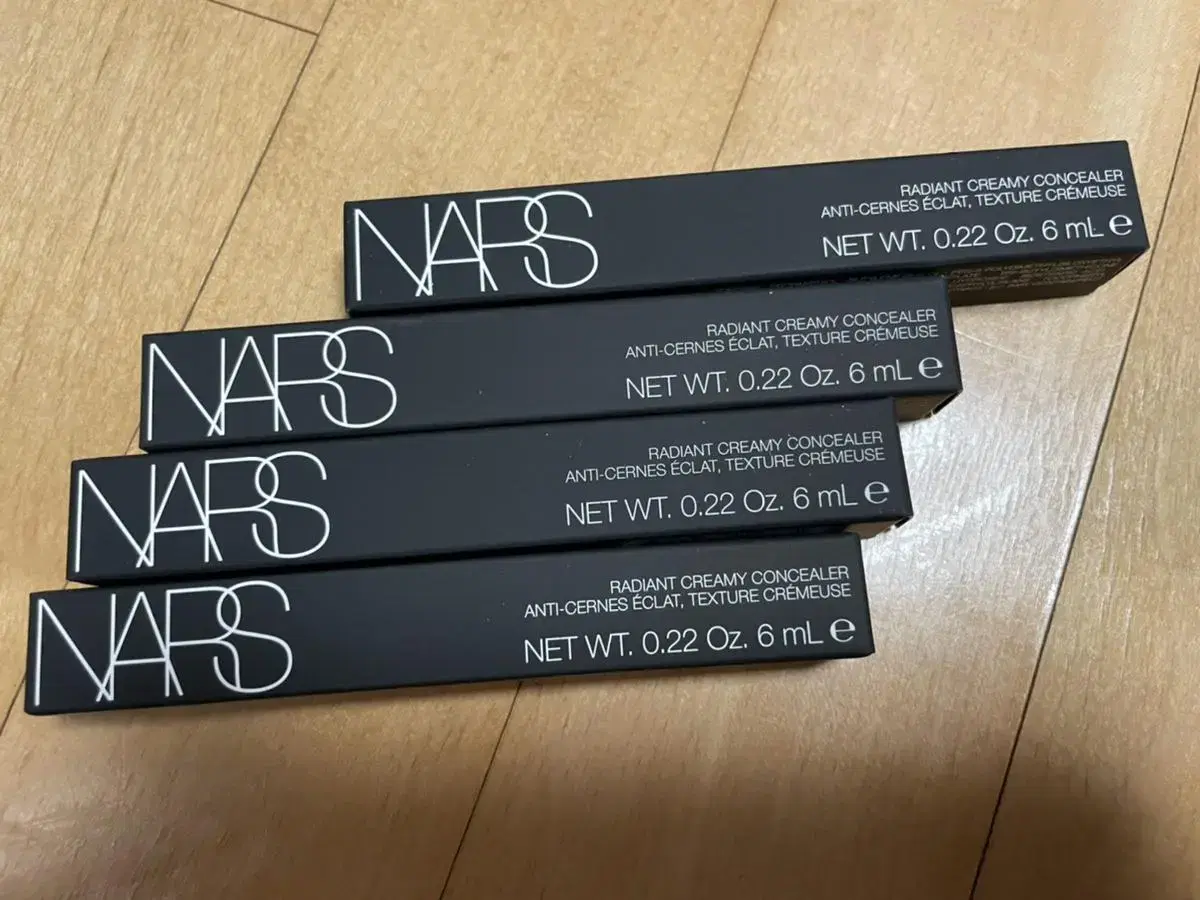 NARS
RADIANT CREAMY CONCEALER
ANTI-CERNES ÉCLAT, TEXTURE CRÉMEUSE
NET WT. 0.22 Oz. 6 mL ℮
NARS
RADIANT CREAMY CONCEALER
ANTI-CERNES ÉCLAT, TEXTURE CRÉMEUSE
NET WT. 0.22 Oz. 6 mL ℮
NARS
RADIANT CREAMY CONCEALER
ANTI-CERNES ÉCLAT, TEXTURE CRÉMEUSE
NET WT. 0.22 Oz. 6 mL ℮
NARS
RADIANT CREAMY CONCEALER
ANTI-CERNES ÉCLAT, TEXTURE CRÉMEUSE
NET WT. 0.22 Oz. 6 mL ℮